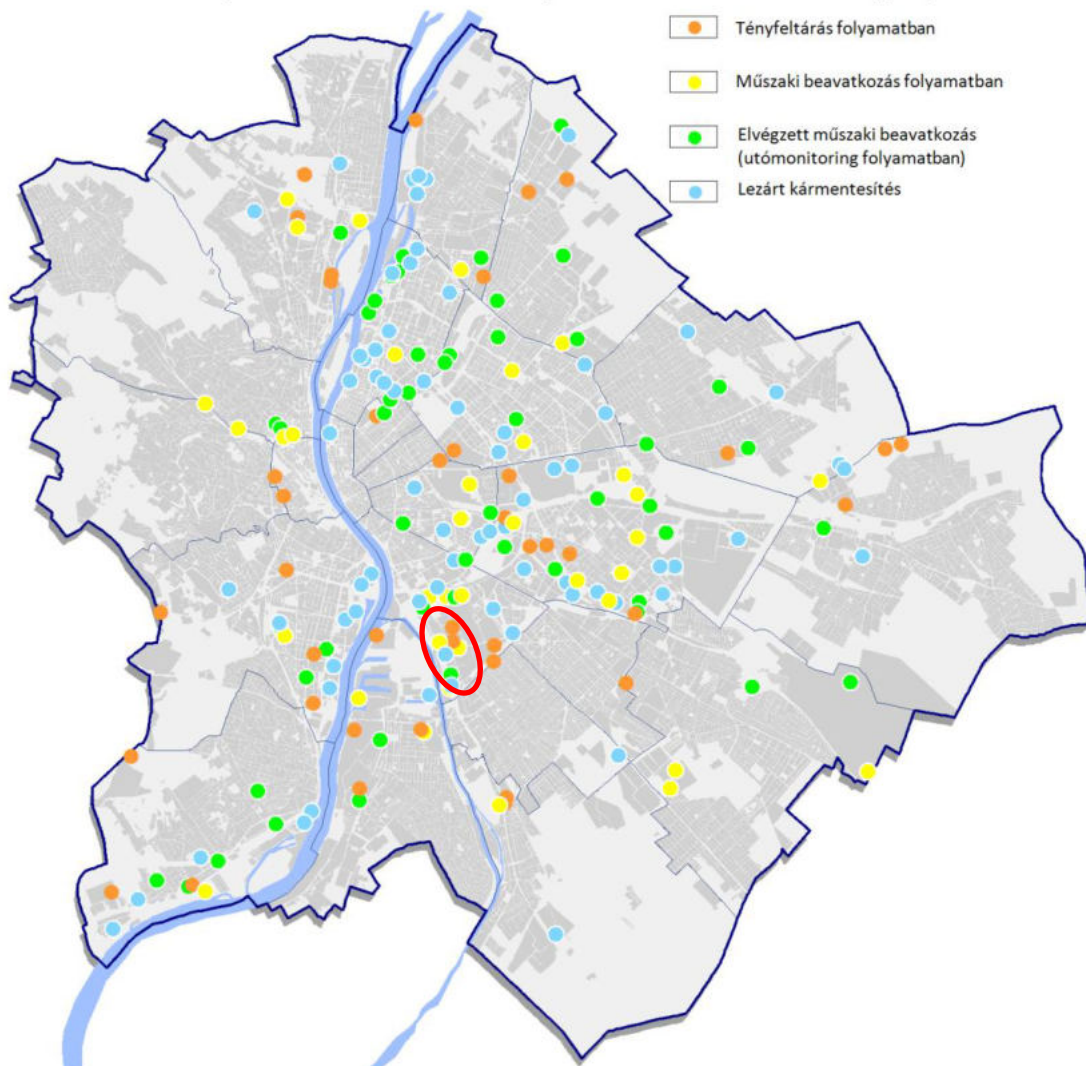 Tényfeltárás folyamatban
Műszaki beavatkozás folyamatban
Elvégzett műszaki beavatkozás
(utómonitoring folyamatban)
Lezárt kármentesítés